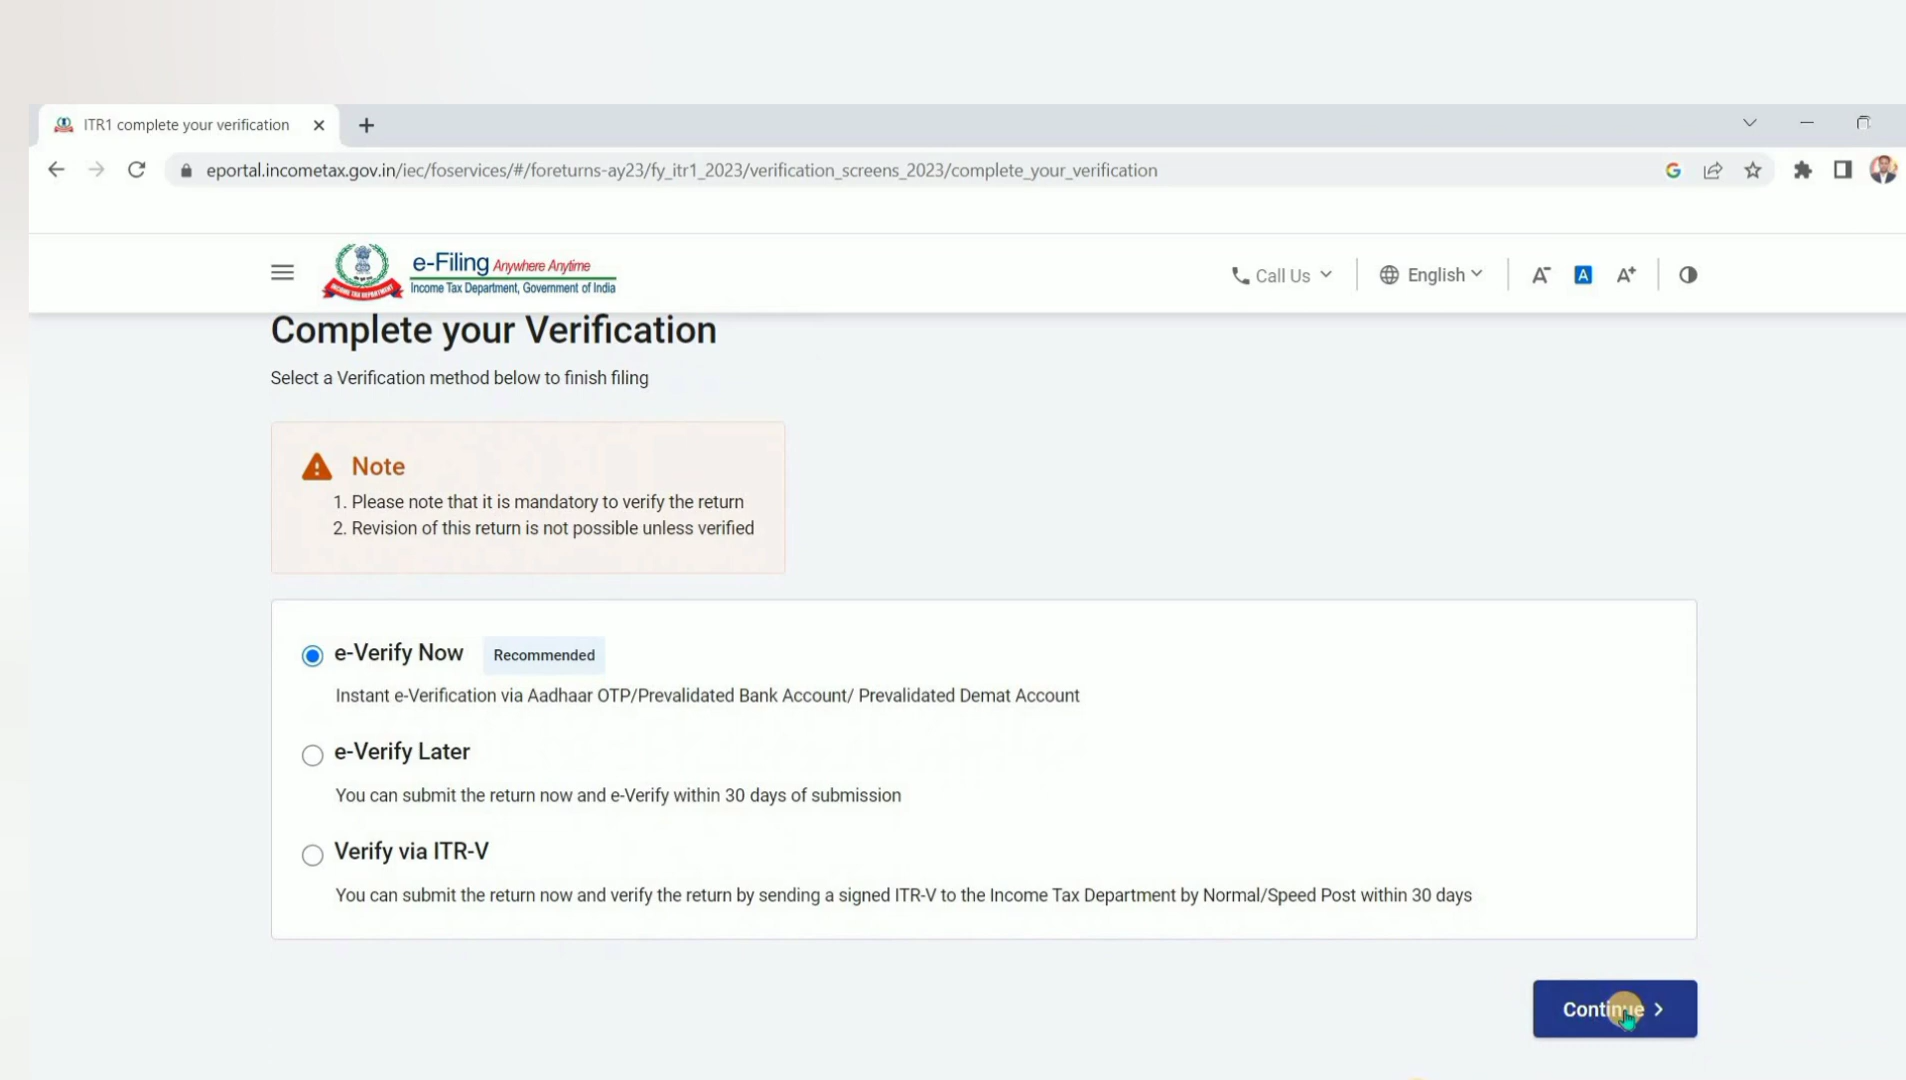 ITR1 complete your verification
eportal.incometax.gov.in/iec/foservices/#/foreturns-ay23/fy_itr1_2023/verification_screens_2023/complete_your_verification
e-Filing Anywhere Anytime
Income Tax Department, Government of India
INCOME TAX DEPARTMENT
Call Us
English
A-
A
A+
Complete your Verification
Select a Verification method below to finish filing
Note
1. Please note that it is mandatory to verify the return
2. Revision of this return is not possible unless verified
e-Verify Now
Recommended
Instant e-Verification via Aadhaar OTP/Prevalidated Bank Account/ Prevalidated Demat Account
e-Verify Later
You can submit the return now and e-Verify within 30 days of submission
Verify via ITR-V
You can submit the return now and verify the return by sending a signed ITR-V to the Income Tax Department by Normal/Speed Post within 30 days
Continue